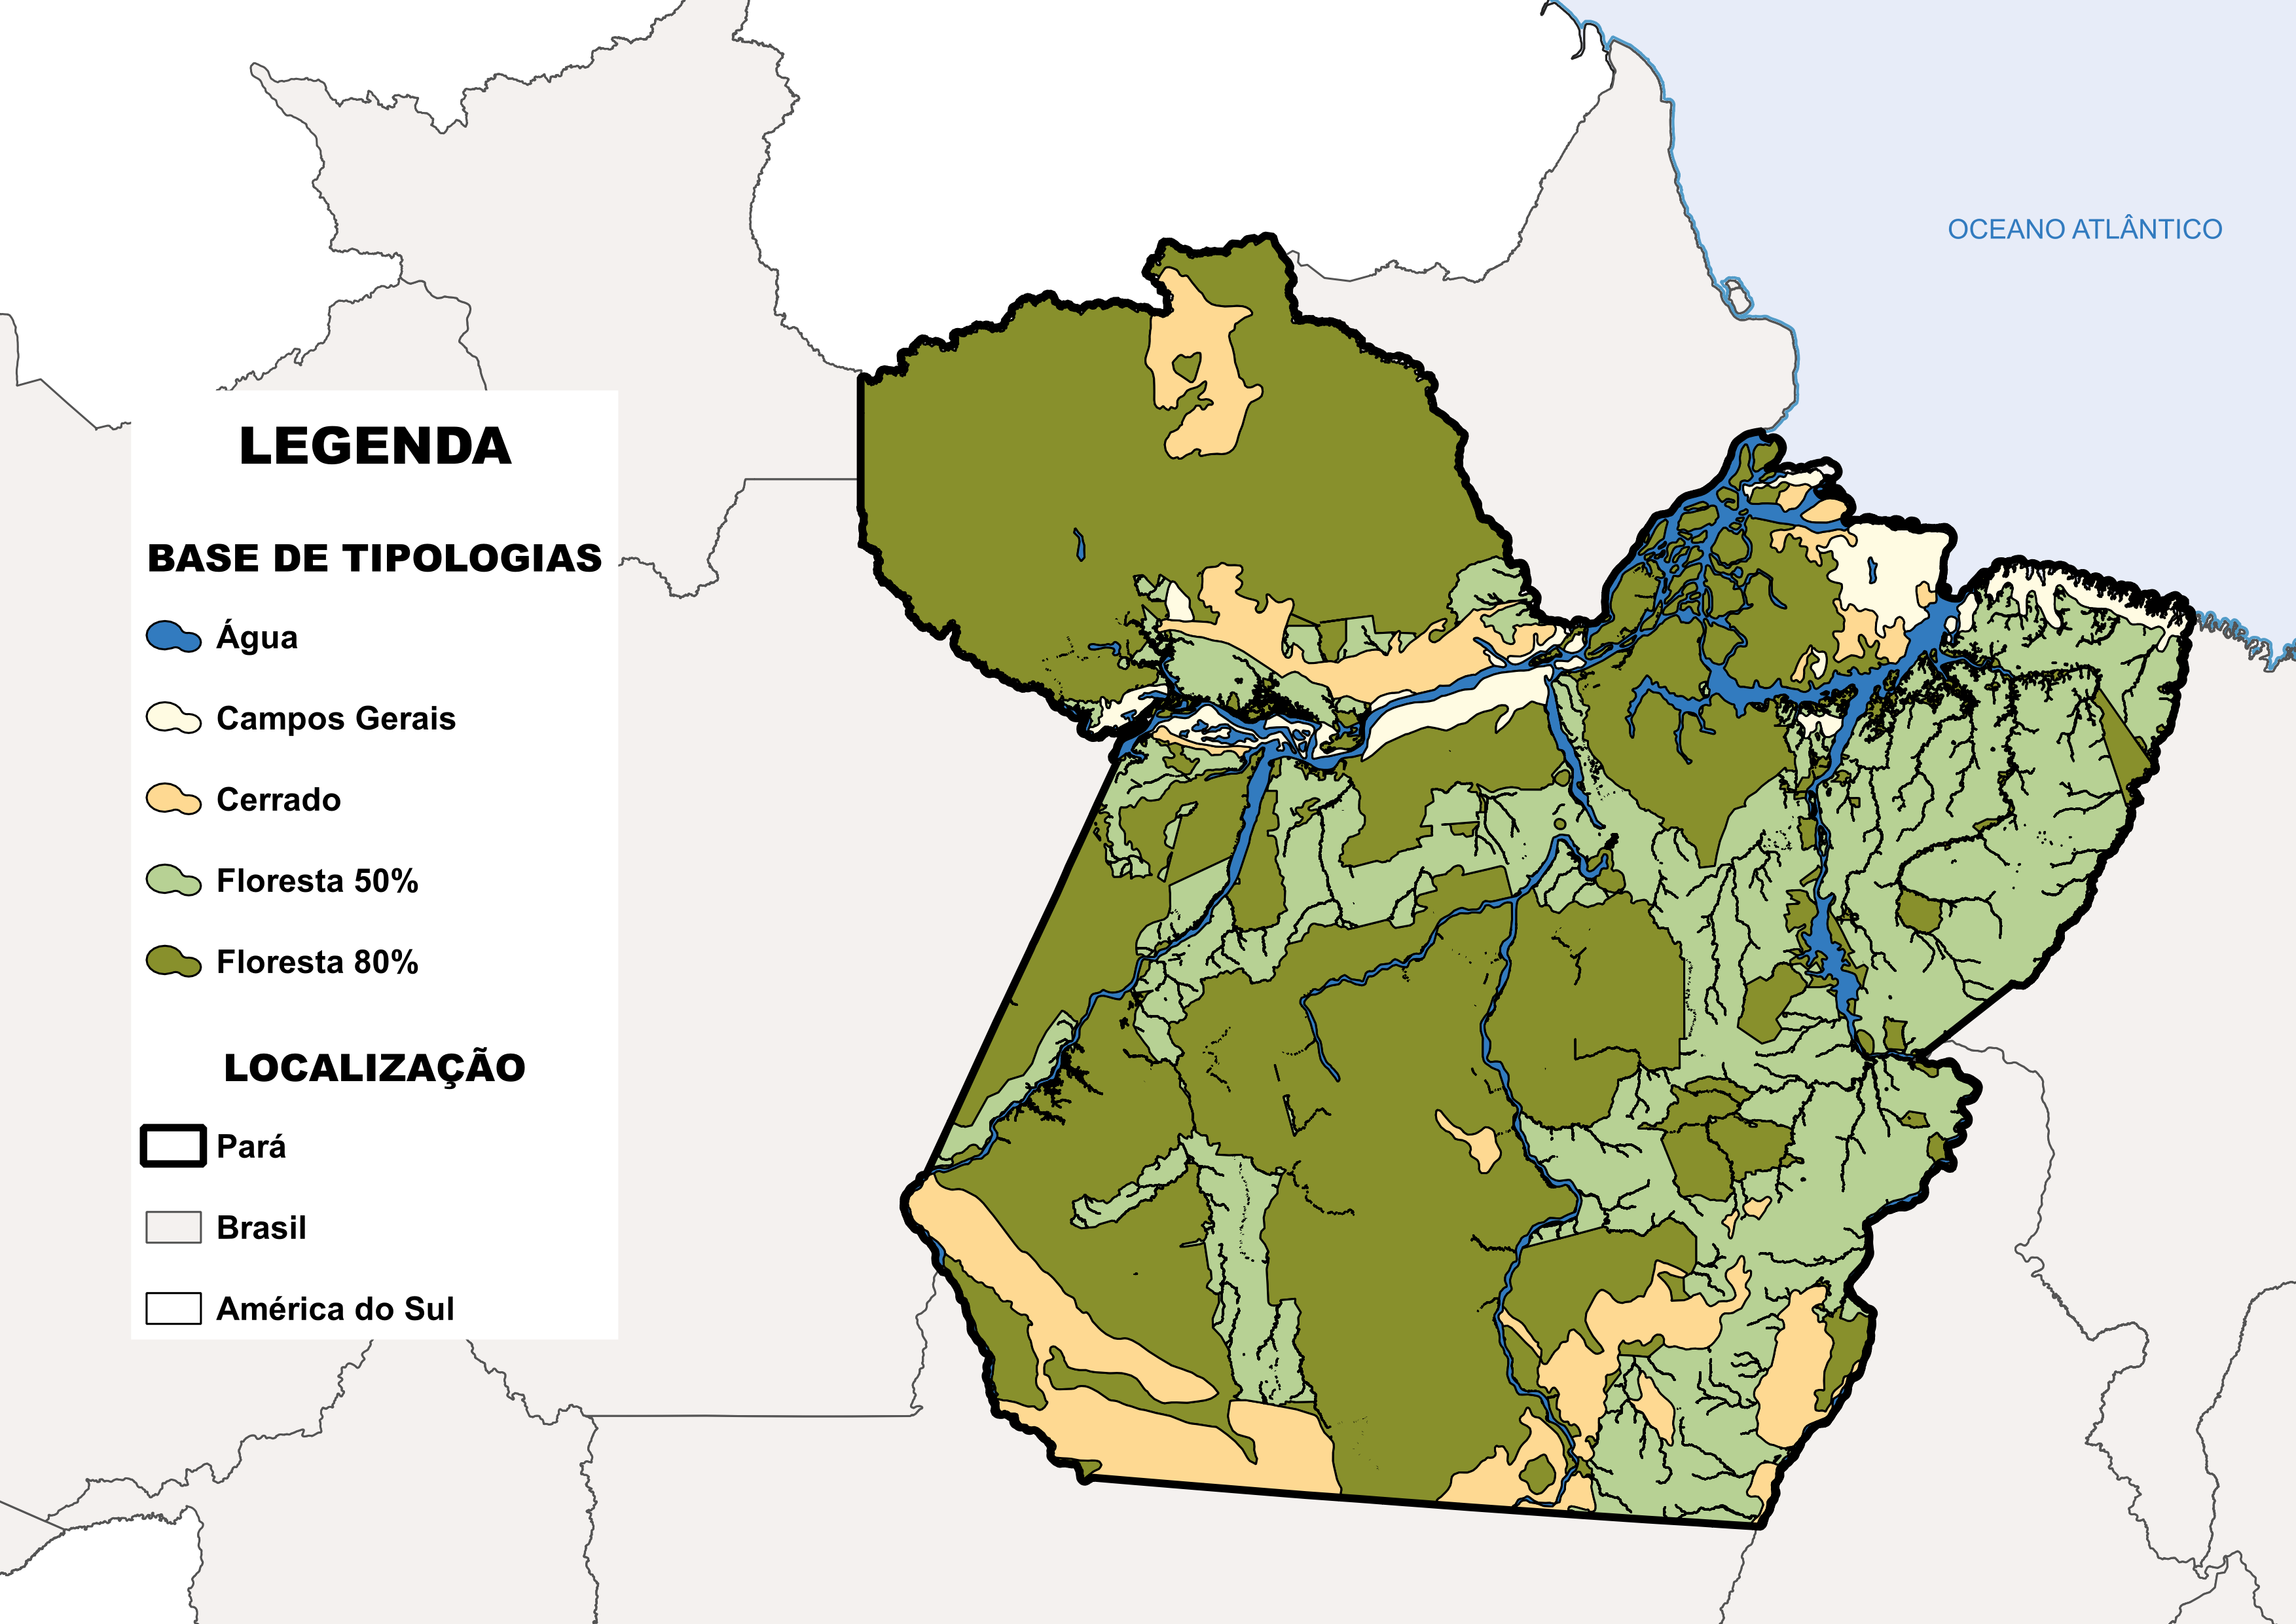 OCEANO ATLÂNTICO
LEGENDA
BASE DE TIPOLOGIAS
Água
Campos Gerais
Cerrado
Floresta 50%
Floresta 80%
LOCALIZAÇÃO
Pará
Brasil
América do Sul